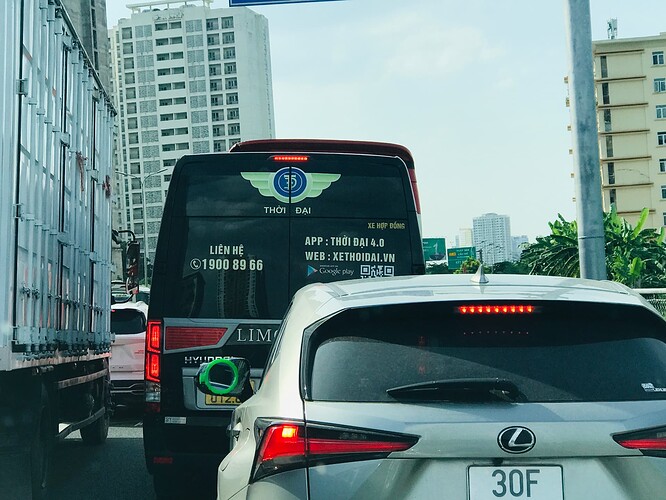 THỜI ĐẠI
XE HỢP ĐỒNG
LIÊN HỆ
1900 89 66
APP : THỜI ĐẠI 4.0
WEB : XETHOIDAI.VN
Google play
LIM
HYUN
30F